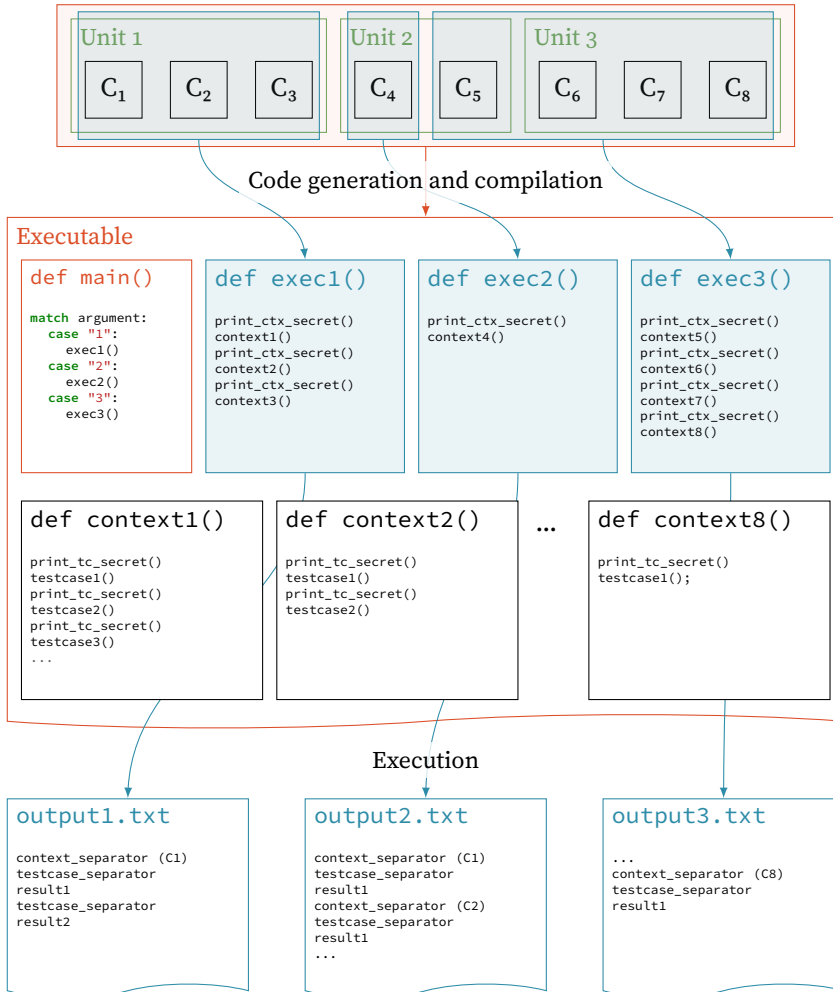 Unit 1
Unit 2
Unit 3
C1
C2
C3
C4
C5
C6
C7
C8
Code generation and compilation
Executable
def main()
match argument:
case "1":
exec1()
case "2":
exec2()
case "3":
exec3()
def exec1()
print_ctx_secret()
context1()
print_ctx_secret()
context2()
print_ctx_secret()
context3()
def exec2()
print_ctx_secret()
context4()
def exec3()
print_ctx_secret()
context5()
print_ctx_secret()
context6()
print_ctx_secret()
context7()
print_ctx_secret()
context8()
def context1()
print_tc_secret()
testcase1()
print_tc_secret()
testcase2()
print_tc_secret()
testcase3()
...
def context2()
print_tc_secret()
testcase1()
print_tc_secret()
testcase2()
...
def context8()
print_tc_secret()
testcase1();
Execution
output1.txt
context_separator (C1)
testcase_separator
result1
testcase_separator
result2
output2.txt
context_separator (C1)
testcase_separator
result1
context_separator (C2)
testcase_separator
result1
...
output3.txt
...
context_separator (C8)
testcase_separator
result1